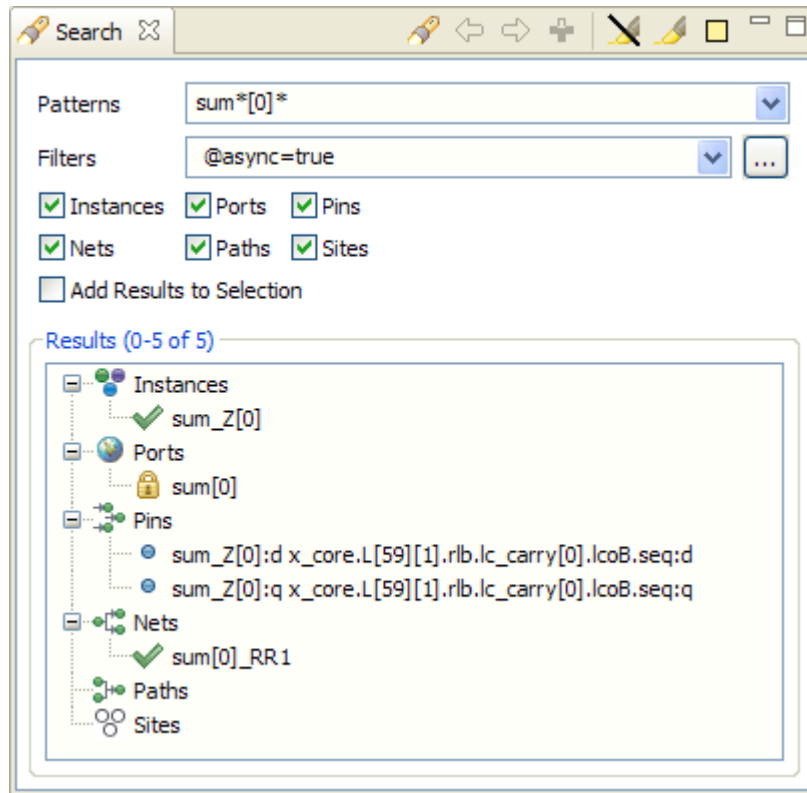 Search
Patterns sum*[0]*
Filters @async=true ...
Instances Ports Pins
Nets Paths Sites
Add Results to Selection
Results (0-5 of 5)
Instances
sum_Z[0]
Ports
sum[0]
Pins
sum_Z[0]:d x_core.L[59][1].rlb.lc_carry[0].lcoB.seq:d
sum_Z[0]:q x_core.L[59][1].rlb.lc_carry[0].lcoB.seq:q
Nets
sum[0]_RR1
Paths
Sites